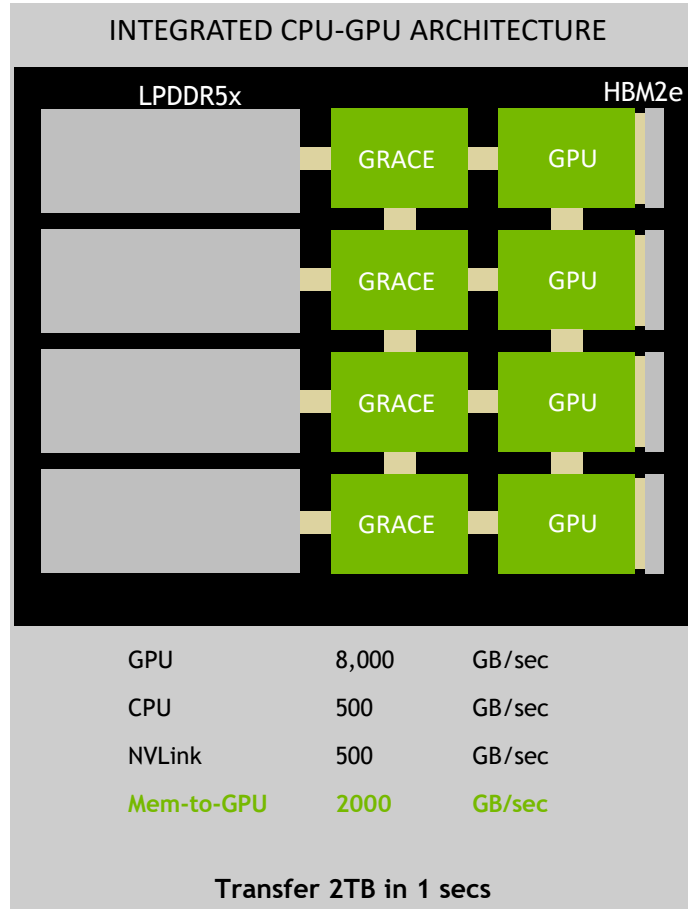 INTEGRATED CPU-GPU ARCHITECTURE
LPDDR5x HBM2e
GRACE GPU
GRACE GPU
GRACE GPU
GRACE GPU
GPU 8,000 GB/sec
CPU 500 GB/sec
NVLink 500 GB/sec
Mem-to-GPU 2000 GB/sec
Transfer 2TB in 1 secs